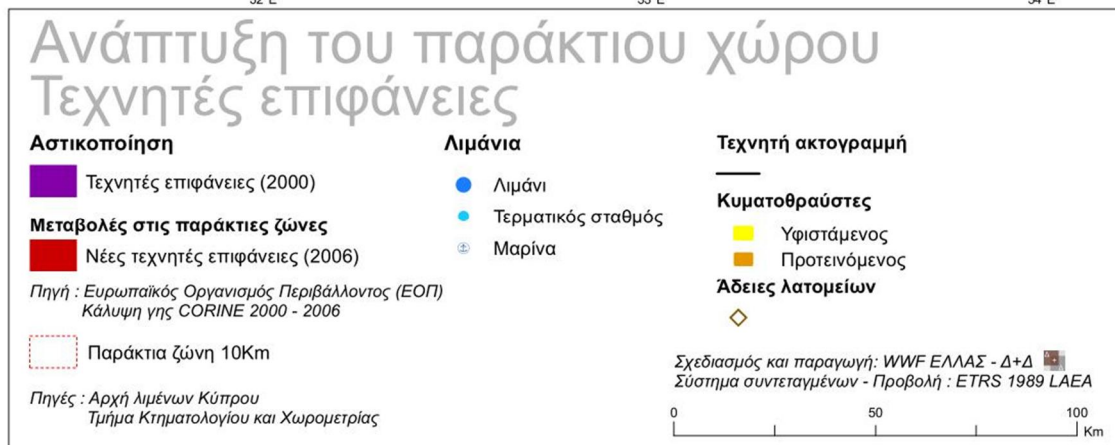 Ανάπτυξη του παράκτιου χώρου
Τεχνητές επιφάνειες
Αστικοποίηση
Τεχνητές επιφάνειες (2000)
Μεταβολές στις παράκτιες ζώνες
Νέες τεχνητές επιφάνειες (2006)
Πηγή : Ευρωπαϊκός Οργανισμός Περιβάλλοντος (ΕΟΠ)
Κάλυψη γης CORINE 2000 - 2006
Παράκτια ζώνη 10Km
Πηγές : Αρχή λιμένων Κύπρου
Τμήμα Κτηματολογίου και Χωρομετρίας
Λιμάνια
Λιμάνι
Τερματικός σταθμός
Μαρίνα
Τεχνητή ακτογραμμή
Κυματοθραύστες
Υφιστάμενος
Προτεινόμενος
Άδειες λατομείων
Σχεδιασμός και παραγωγή: WWF ΕΛΛΑΣ - Δ+Δ
Σύστημα συντεταγμένων - Προβολή : ETRS 1989 LAEA
0 50 100
Km